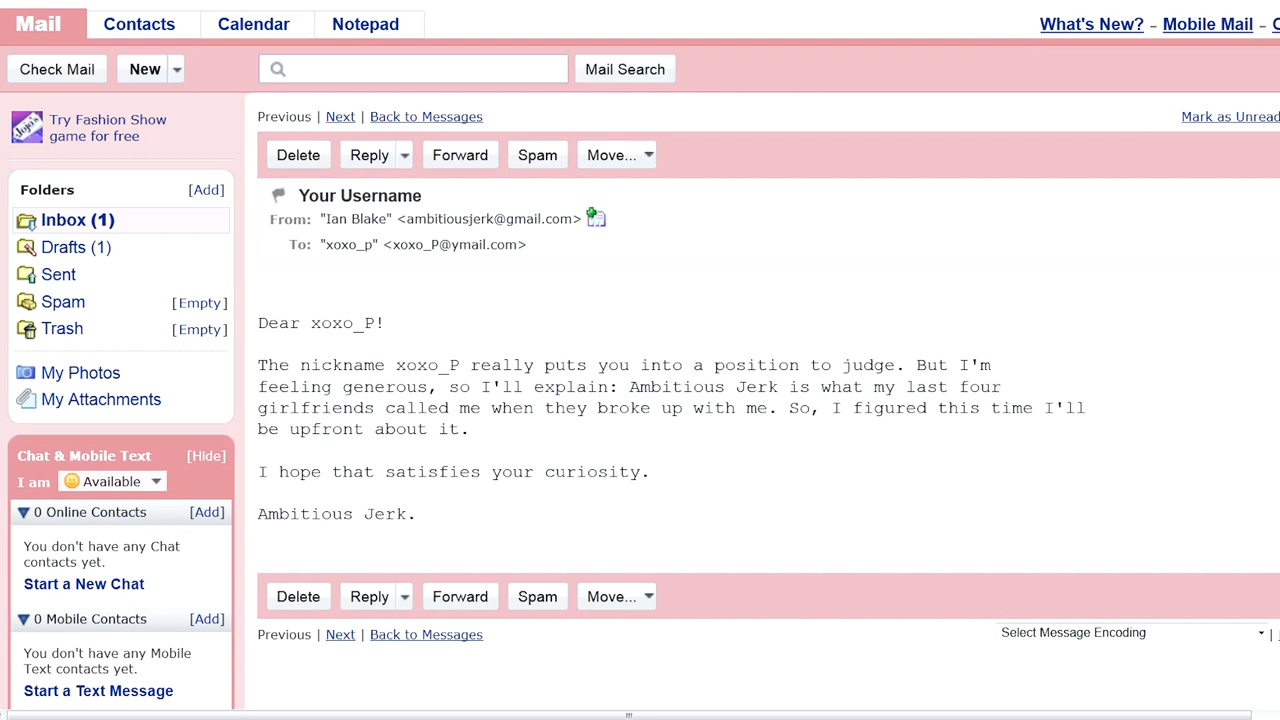 Mail Contacts Calendar Notepad What's New? - Mobile Mail -
Check Mail New Mail Search
Try Fashion Show
game for free
Previous | Next | Back to Messages Mark as Unread
Delete Reply Forward Spam Move...
Folders [Add]
Inbox (1)
Drafts (1)
Sent
Spam [Empty]
Trash [Empty]
My Photos
My Attachments
Your Username
From: "Ian Blake" <ambitiousjerk@gmail.com>
To: "xoxo_p" <xoxo_P@ymail.com>
Dear xoxo_P!
The nickname xoxo_P really puts you into a position to judge. But I'm
feeling generous, so I'll explain: Ambitious Jerk is what my last four
girlfriends called me when they broke up with me. So, I figured this time I'll
be upfront about it.
I hope that satisfies your curiosity.
Ambitious Jerk.
Chat & Mobile Text [Hide]
I am Available
0 Online Contacts [Add]
You don't have any Chat
contacts yet.
Start a New Chat
0 Mobile Contacts [Add]
You don't have any Mobile
Text contacts yet.
Start a Text Message
Delete Reply Forward Spam Move...
Previous | Next | Back to Messages Select Message Encoding |